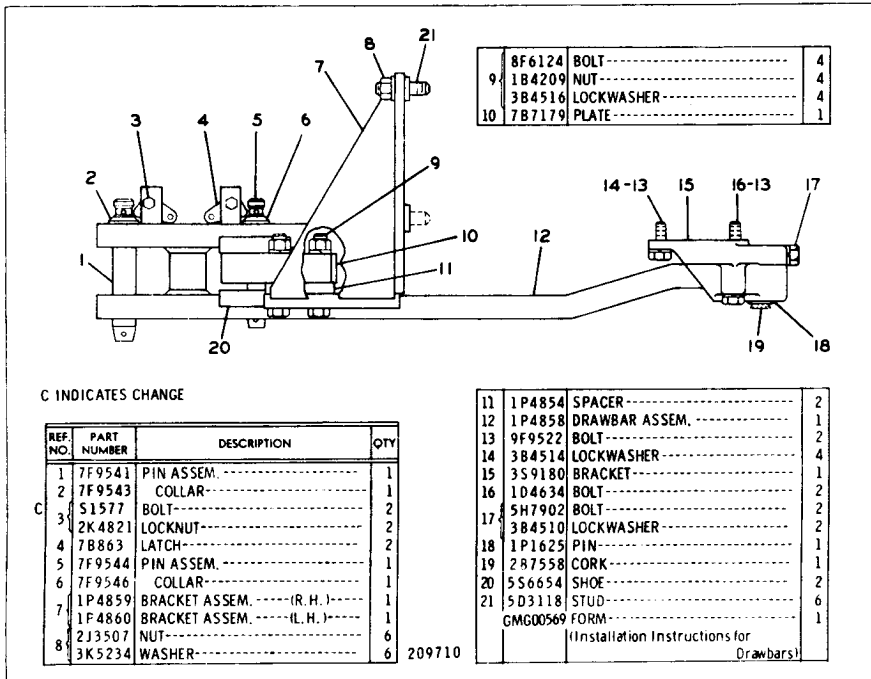 8
21
7
3
4
5
6
2
9
1
10
11
12
20
14-13
15
16-13
17
19
18
8F6124 BOLT 4
9 1B4209 NUT 4
3B4516 LOCKWASHER 4
10 7B7179 PLATE 1
C INDICATES CHANGE
REF. NO. PART NUMBER DESCRIPTION QTY
1 7F9541 PIN ASSEM. 1
2 7F9543 COLLAR 1
C 3 S1577 BOLT 2
2K4821 LOCKNUT 2
4 7B863 LATCH 2
5 7F9544 PIN ASSEM. 1
6 7F9546 COLLAR 1
7 1P4859 BRACKET ASSEM. (R.H.) 1
1P4860 BRACKET ASSEM. (L.H.) 1
8 2J3507 NUT 6
3K5234 WASHER 6
209710
11 1P4854 SPACER 2
12 1P4858 DRAWBAR ASSEM. 1
13 9F9522 BOLT 2
14 3B4514 LOCKWASHER 4
15 3S9180 BRACKET 1
16 1D4634 BOLT 2
17 5H7902 BOLT 2
3B4510 LOCKWASHER 2
18 1P1625 PIN 1
19 2B7558 CORK 1
20 5S6654 SHOE 2
21 5D3118 STUD 6
GMG00569 FORM 1
(Installation Instructions for
Drawbars)